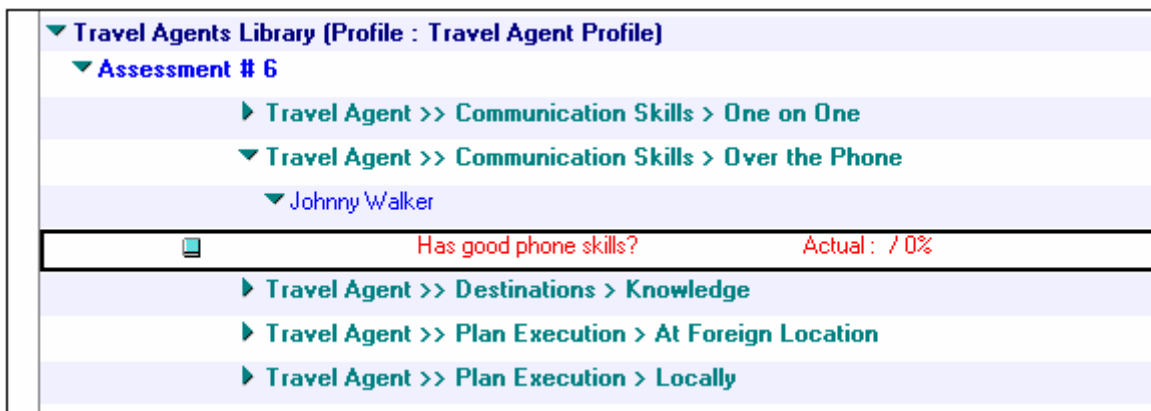 Travel Agents Library (Profile : Travel Agent Profile)
Assessment # 6
Travel Agent >> Communication Skills > One on One
Travel Agent >> Communication Skills > Over the Phone
Johnny Walker
Has good phone skills? Actual : / 0%
Travel Agent >> Destinations > Knowledge
Travel Agent >> Plan Execution > At Foreign Location
Travel Agent >> Plan Execution > Locally